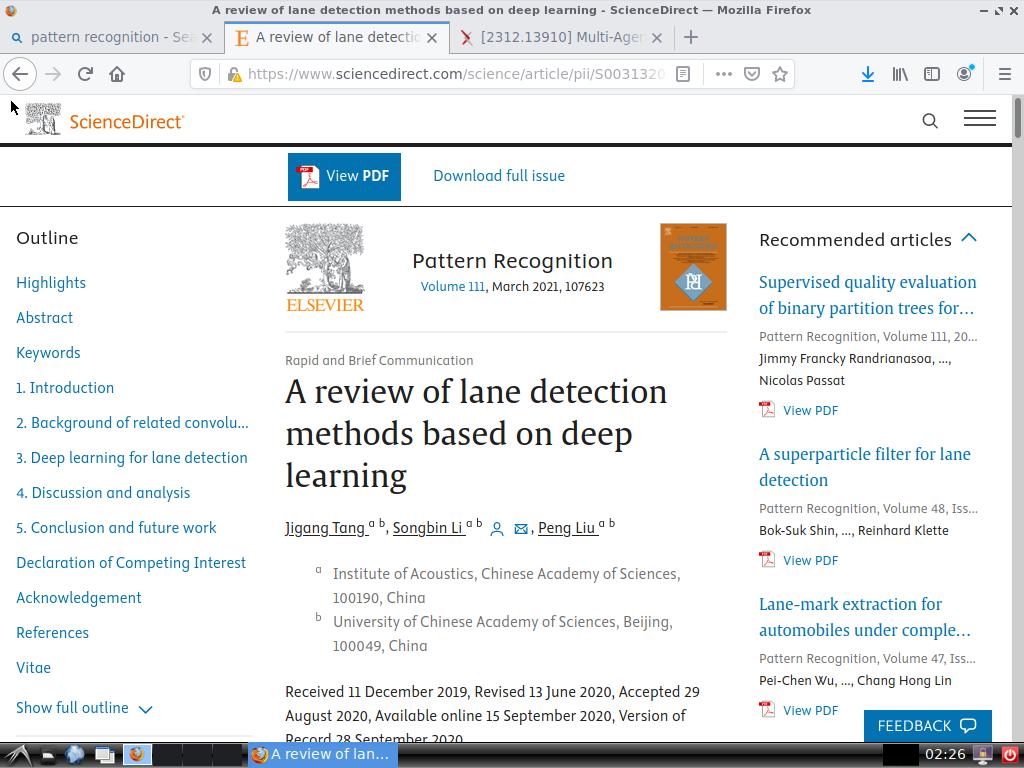 A review of lane detection methods based on deep learning - ScienceDirect — Mozilla Firefox
pattern recognition - Sea
A review of lane detectio
[2312.13910] Multi-Agen
https://www.sciencedirect.com/science/article/pii/S0031320
ScienceDirect
View PDF
Download full issue
Outline
Highlights
Abstract
Keywords
1. Introduction
2. Background of related convolu...
3. Deep learning for lane detection
4. Discussion and analysis
5. Conclusion and future work
Declaration of Competing Interest
Acknowledgement
References
Vitae
Show full outline
ELSEVIER
Pattern Recognition
Volume 111, March 2021, 107623
Rapid and Brief Communication
A review of lane detection
methods based on deep
learning
Jigang Tang a b, Songbin Li a b, Peng Liu a b
a Institute of Acoustics, Chinese Academy of Sciences,
100190, China
b University of Chinese Academy of Sciences, Beijing,
100049, China
Received 11 December 2019, Revised 13 June 2020, Accepted 29
August 2020, Available online 15 September 2020, Version of
Record 28 September 2020
Recommended articles
Supervised quality evaluation
of binary partition trees for...
Pattern Recognition, Volume 111, 20...
Jimmy Francky Randrianasoa, ...,
Nicolas Passat
View PDF
A superparticle filter for lane
detection
Pattern Recognition, Volume 48, Iss...
Bok-Suk Shin, ..., Reinhard Klette
View PDF
Lane-mark extraction for
automobiles under comple...
Pattern Recognition, Volume 47, Iss...
Pei-Chen Wu, ..., Chang Hong Lin
View PDF
FEEDBACK
A review of lan...
02:26